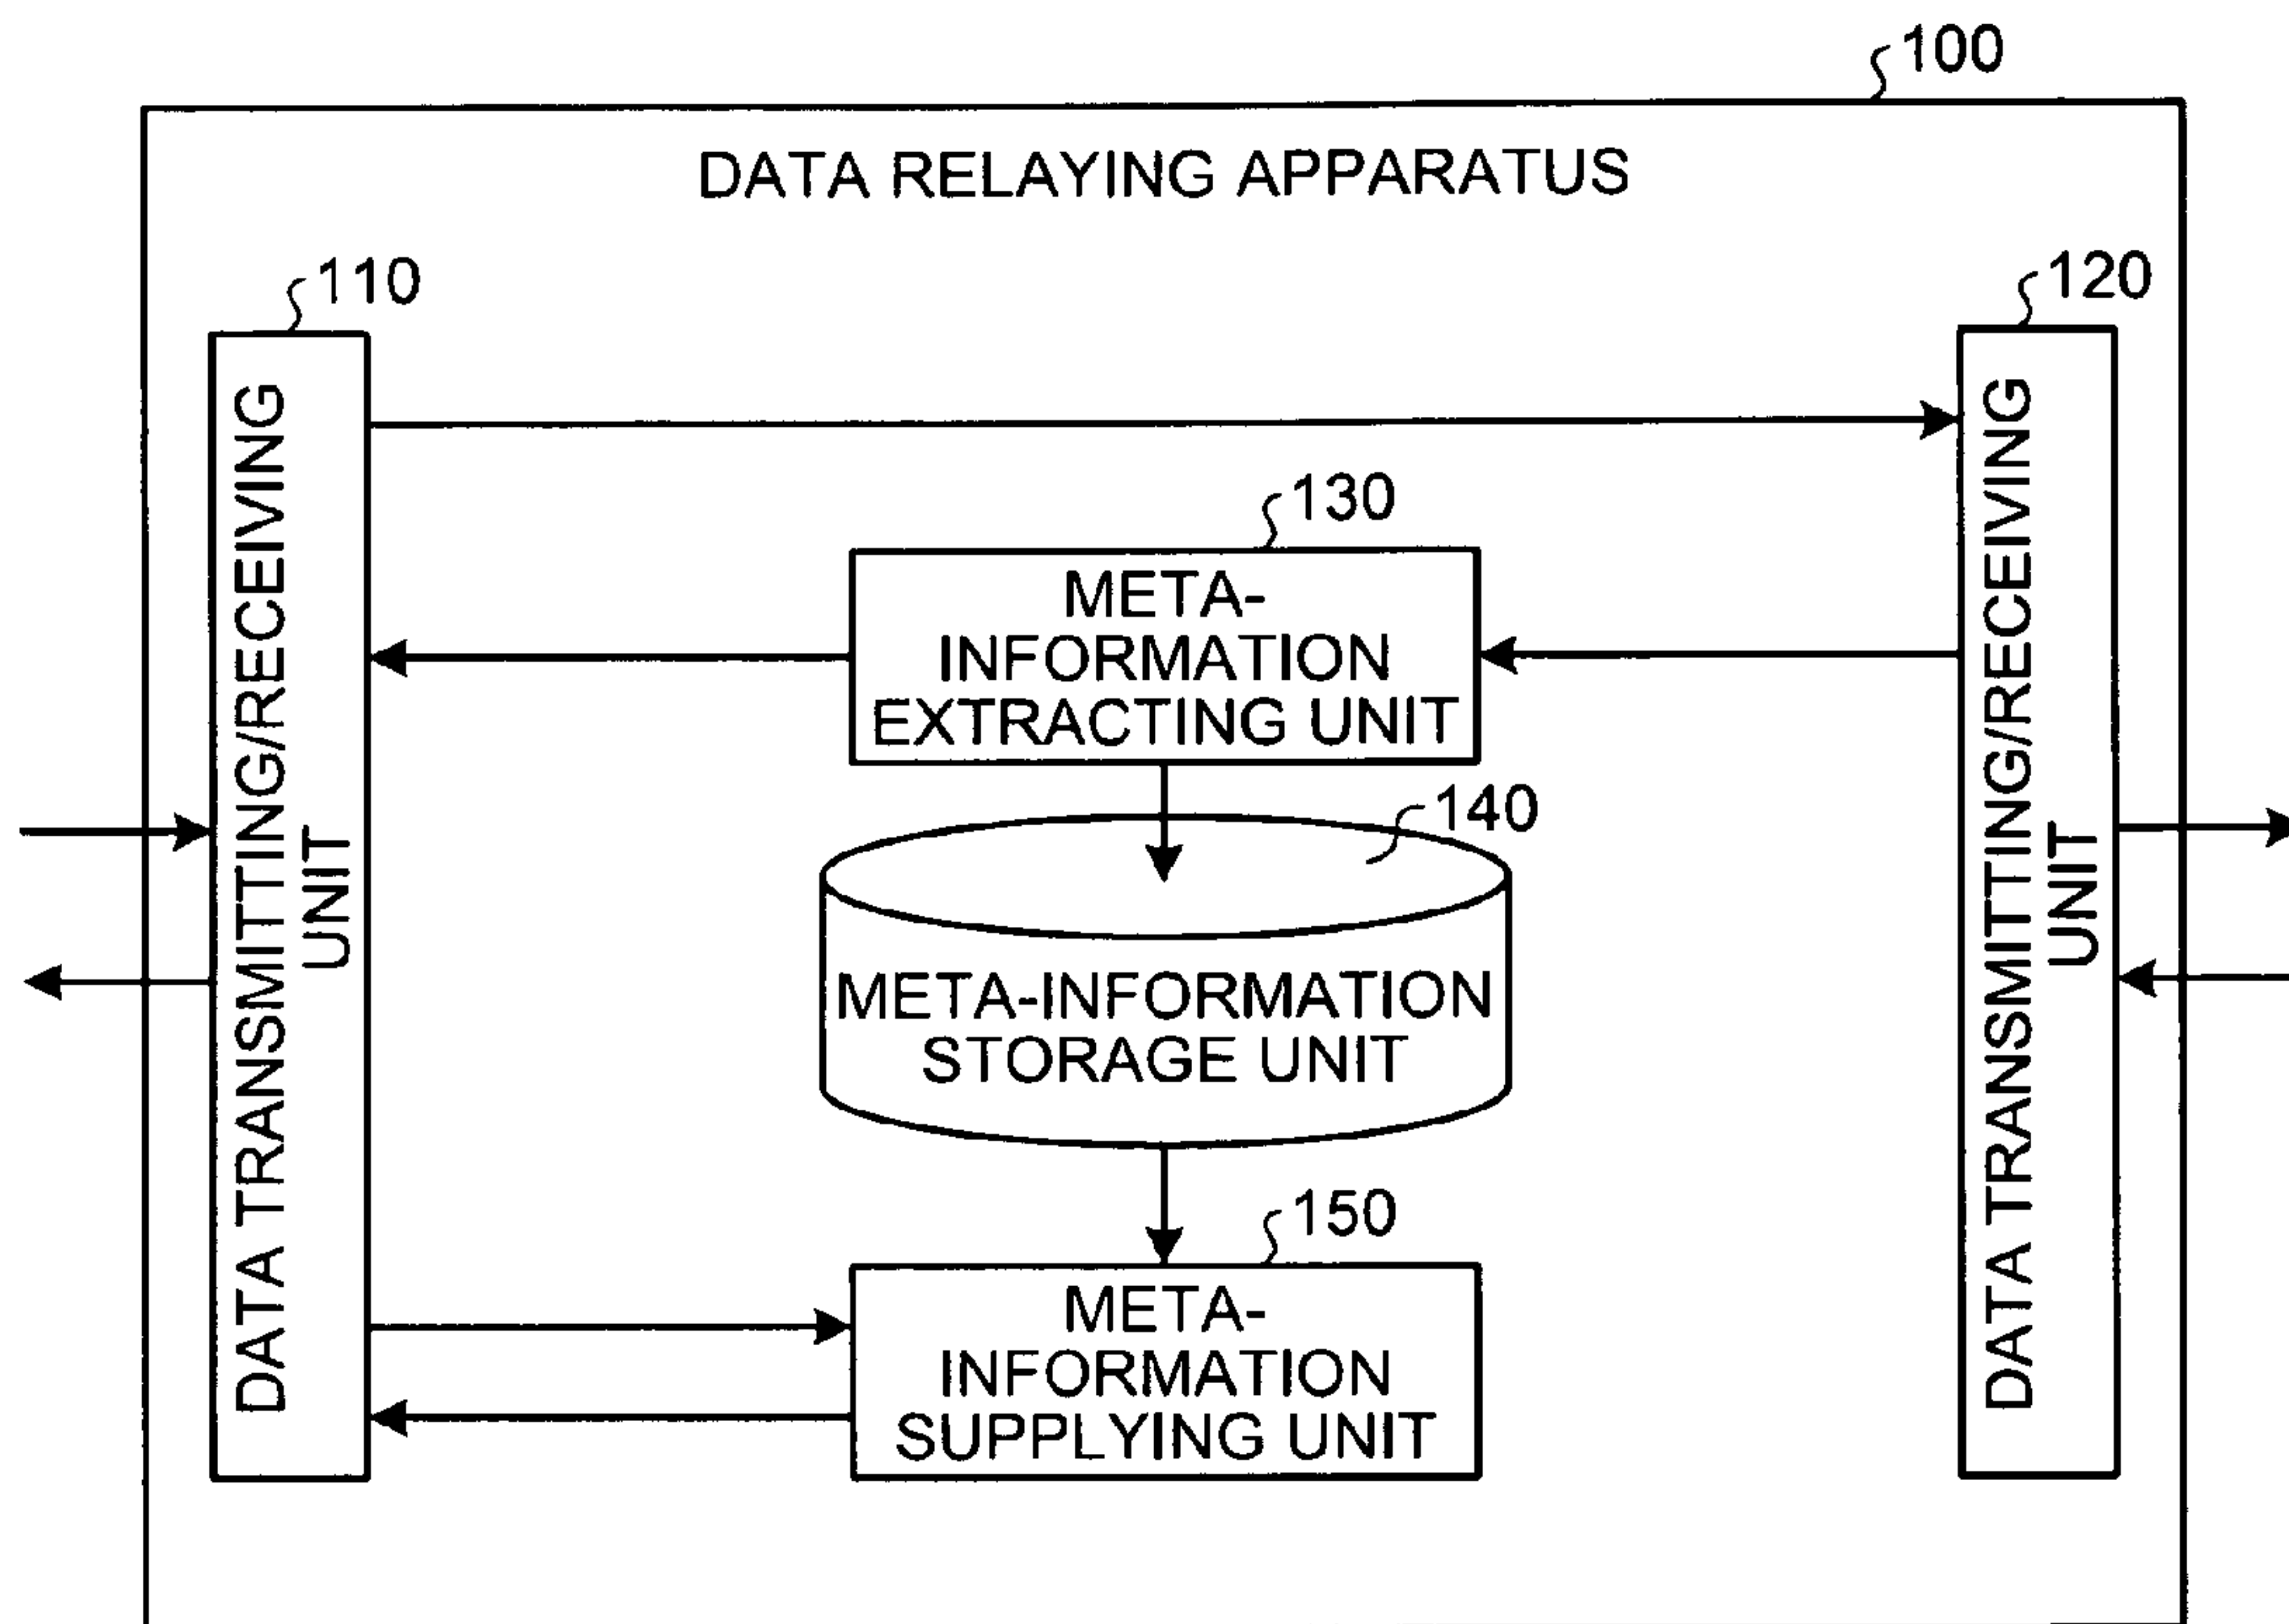 100
DATA RELAYING APPARATUS
110
120
DATA TRANSMITTING/RECEIVING
UNIT
130
META-
INFORMATION
EXTRACTING UNIT
DATA TRANSMITTING/RECEIVING
UNIT
140
META-INFORMATION
STORAGE UNIT
150
META-
INFORMATION
SUPPLYING UNIT